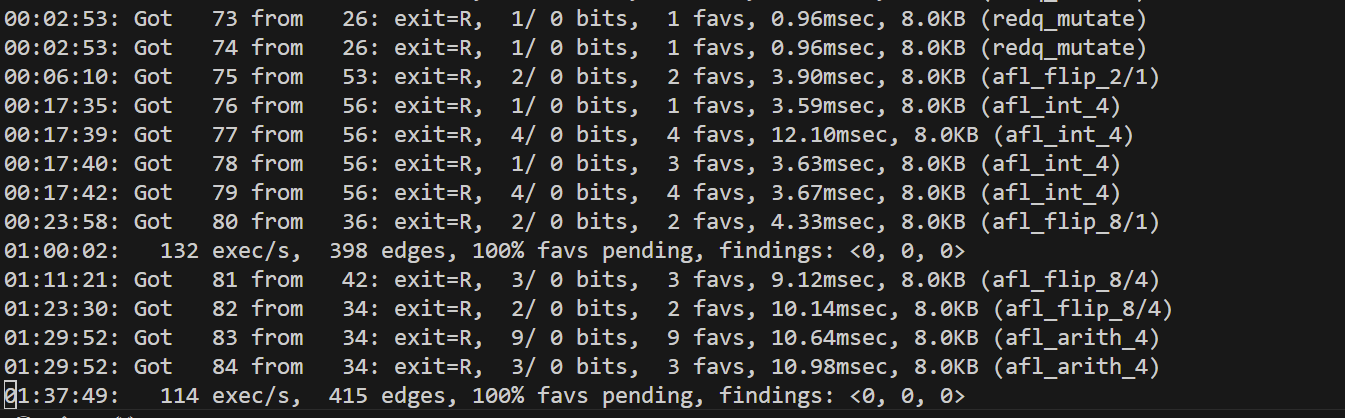 00:02:53: Got   73 from   26: exit=R,  1/ 0 bits,  1 favs, 0.96msec, 8.0KB (redq_mutate)
00:02:53: Got   74 from   26: exit=R,  1/ 0 bits,  1 favs, 0.96msec, 8.0KB (redq_mutate)
00:06:10: Got   75 from   53: exit=R,  2/ 0 bits,  2 favs, 3.90msec, 8.0KB (afl_flip_2/1)
00:17:35: Got   76 from   56: exit=R,  1/ 0 bits,  1 favs, 3.59msec, 8.0KB (afl_int_4)
00:17:39: Got   77 from   56: exit=R,  4/ 0 bits,  4 favs, 12.10msec, 8.0KB (afl_int_4)
00:17:40: Got   78 from   56: exit=R,  1/ 0 bits,  3 favs, 3.63msec, 8.0KB (afl_int_4)
00:17:42: Got   79 from   56: exit=R,  4/ 0 bits,  4 favs, 3.67msec, 8.0KB (afl_int_4)
00:23:58: Got   80 from   36: exit=R,  2/ 0 bits,  2 favs, 4.33msec, 8.0KB (afl_flip_8/1)
01:00:02:   132 exec/s,  398 edges, 100% favs pending, findings: <0, 0, 0>
01:11:21: Got   81 from   42: exit=R,  3/ 0 bits,  3 favs, 9.12msec, 8.0KB (afl_flip_8/4)
01:23:30: Got   82 from   34: exit=R,  2/ 0 bits,  2 favs, 10.14msec, 8.0KB (afl_flip_8/4)
01:29:52: Got   83 from   34: exit=R,  9/ 0 bits,  9 favs, 10.64msec, 8.0KB (afl_arith_4)
01:29:52: Got   84 from   34: exit=R,  3/ 0 bits,  3 favs, 10.98msec, 8.0KB (afl_arith_4)
01:37:49:   114 exec/s,  415 edges, 100% favs pending, findings: <0, 0, 0>